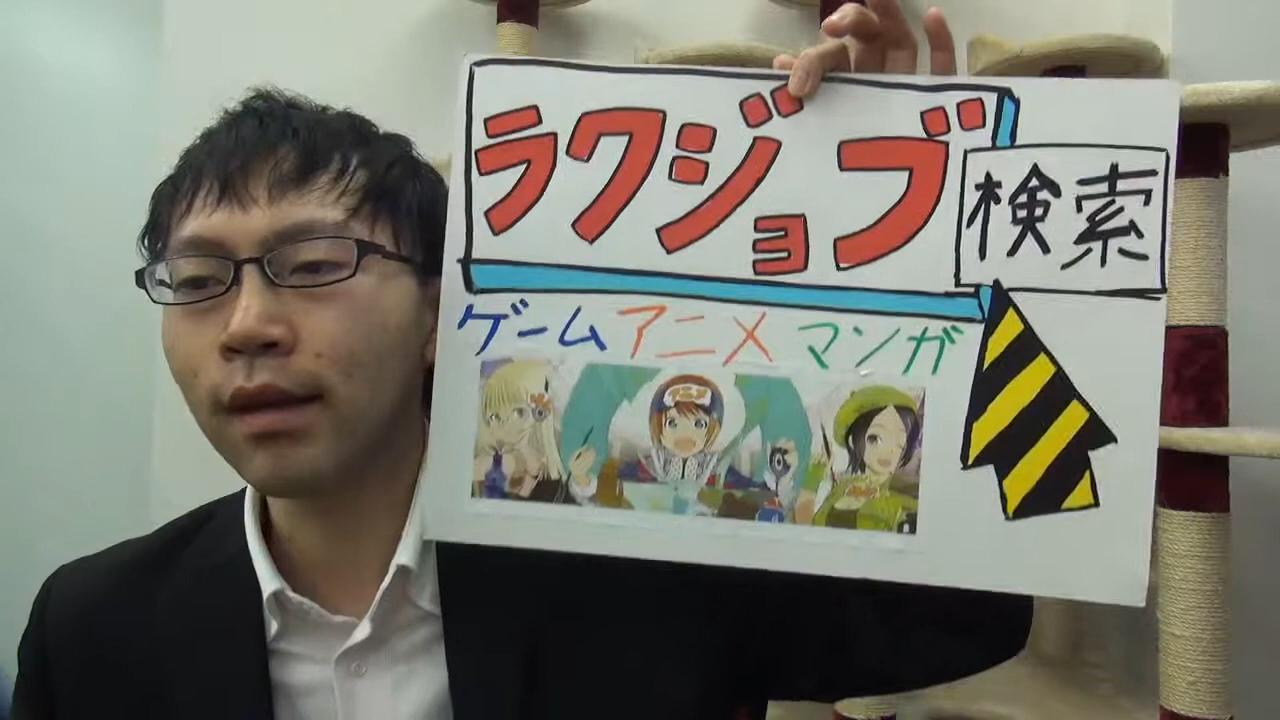 ラクジョブ
検索
ゲーム アニメ マンガ